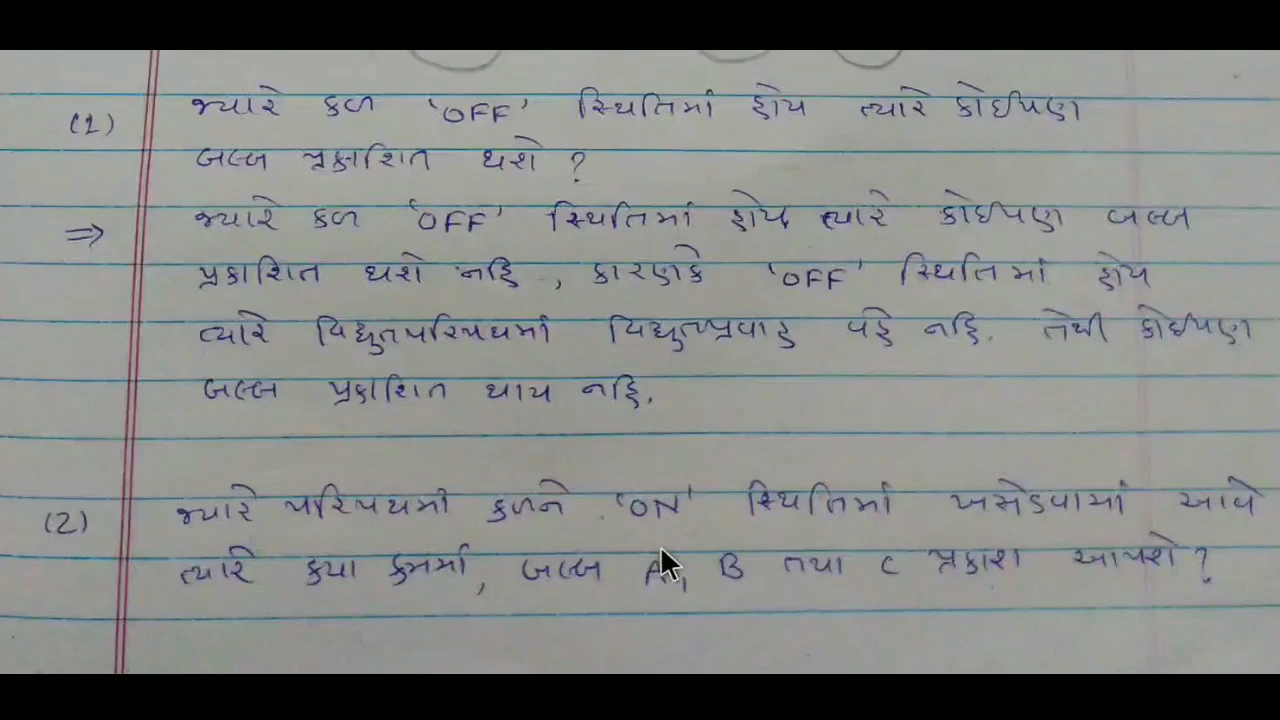 (1) જ્યારે કળ 'OFF' સ્થિતિમાં હોય ત્યારે કોઈપણ
બલ્બ પ્રકાશિત થશે ?
⇒ જ્યારે કળ 'OFF' સ્થિતિમાં હોય ત્યારે કોઈપણ બલ્બ
પ્રકાશિત થશે નહિ , કારણકે 'OFF' સ્થિતિમાં હોય
ત્યારે વિદ્યુતપરિપથમાં વિદ્યુતપ્રવાહ વહે નહિ. તેથી કોઈપણ
બલ્બ પ્રકાશિત થાય નહિ.
(2) જ્યારે પરિપથમાં કળને 'ON' સ્થિતિમાં ખસેડવામાં આવે
ત્યારે કયા ક્રમમાં, બલ્બ A, B તથા C પ્રકાશ આપશે ?